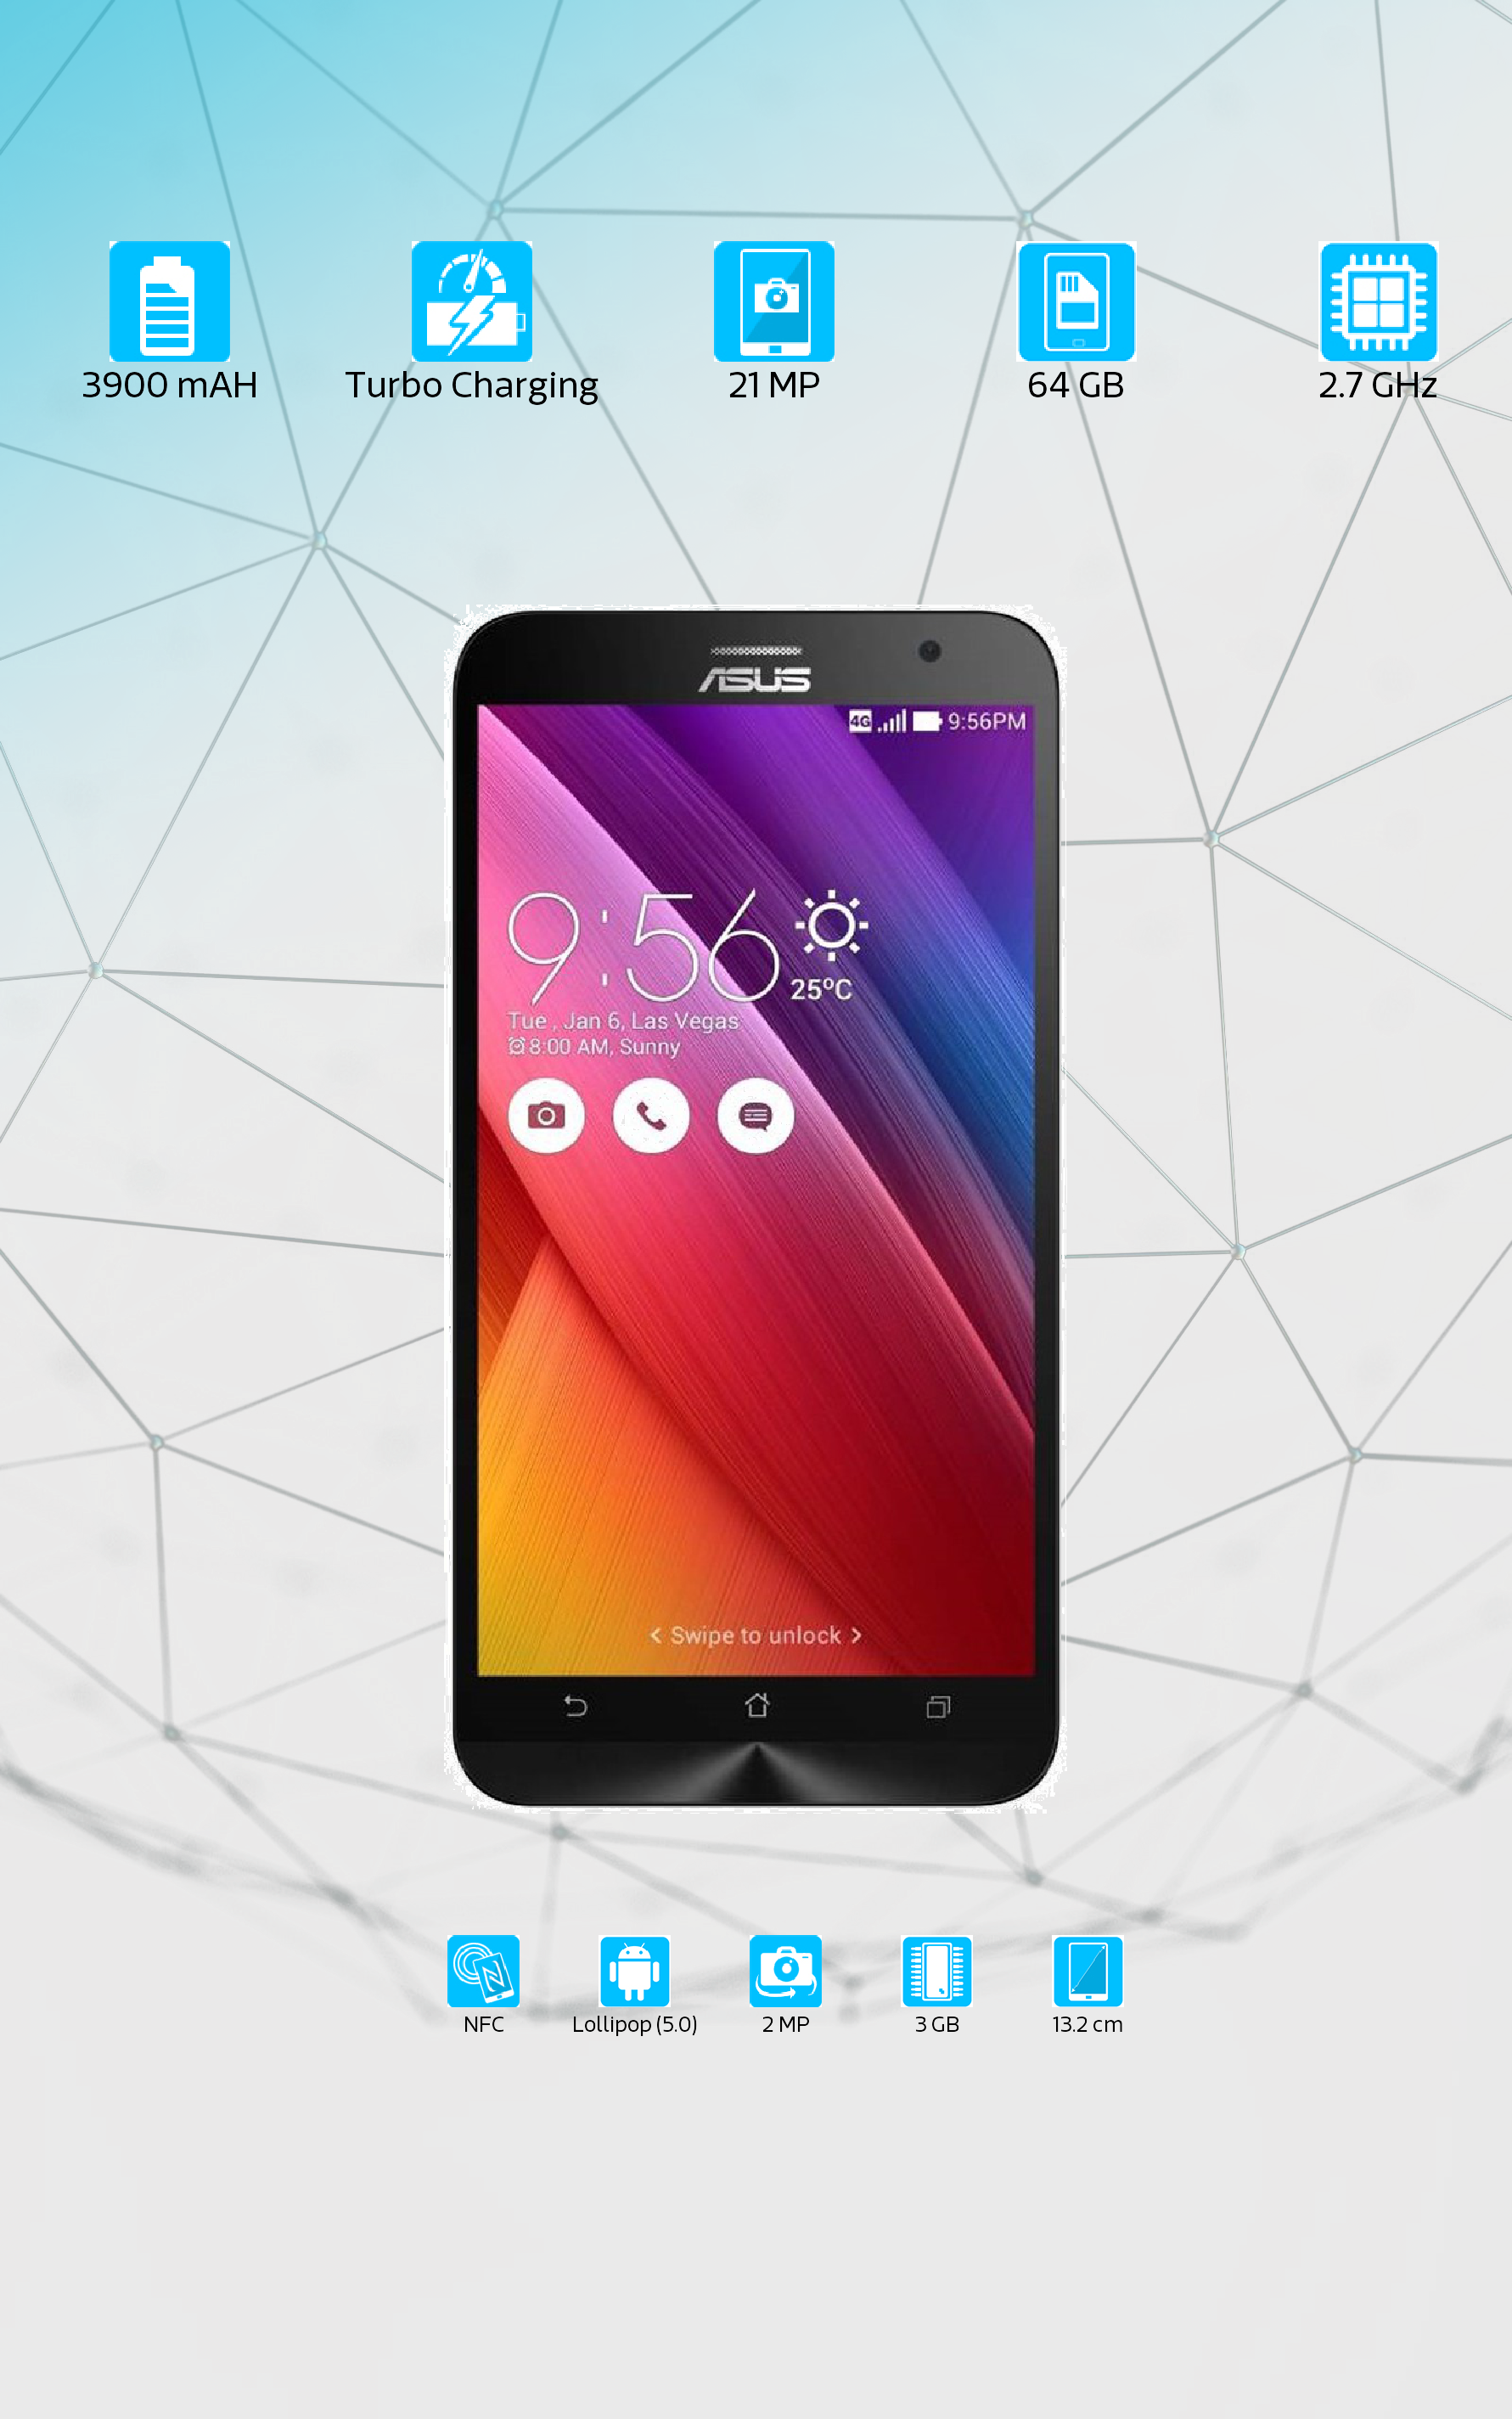 3900 mAH
Turbo Charging
21 MP
64 GB
2.7 GHz
ASUS
4G 9:56PM
9:56
25°C
Tue , Jan 6, Las Vegas
8:00 AM, Sunny
< Swipe to unlock >
NFC
Lollipop (5.0)
2 MP
3 GB
13.2 cm